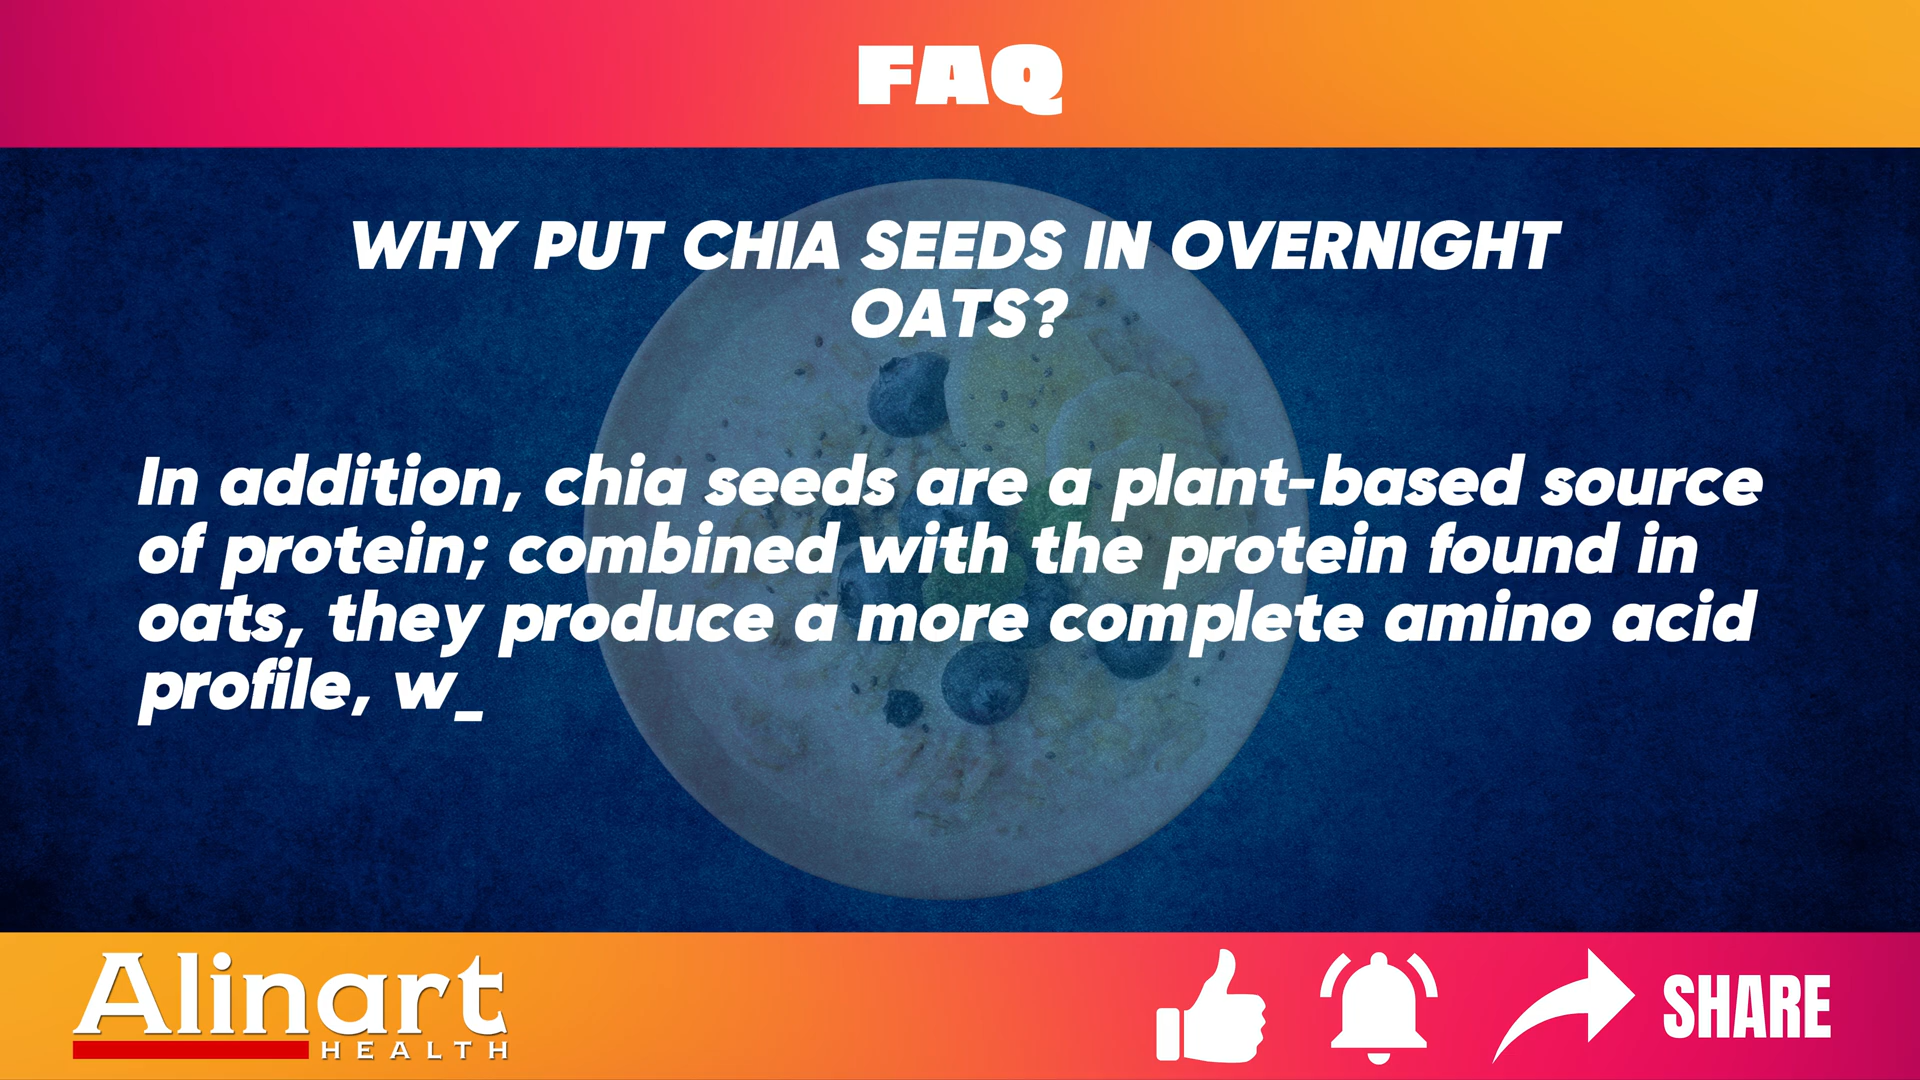 FAQ
WHY PUT CHIA SEEDS IN OVERNIGHT
OATS?
In addition, chia seeds are a plant-based source
of protein; combined with the protein found in
oats, they produce a more complete amino acid
profile, w_
Alinart
HEALTH
SHARE